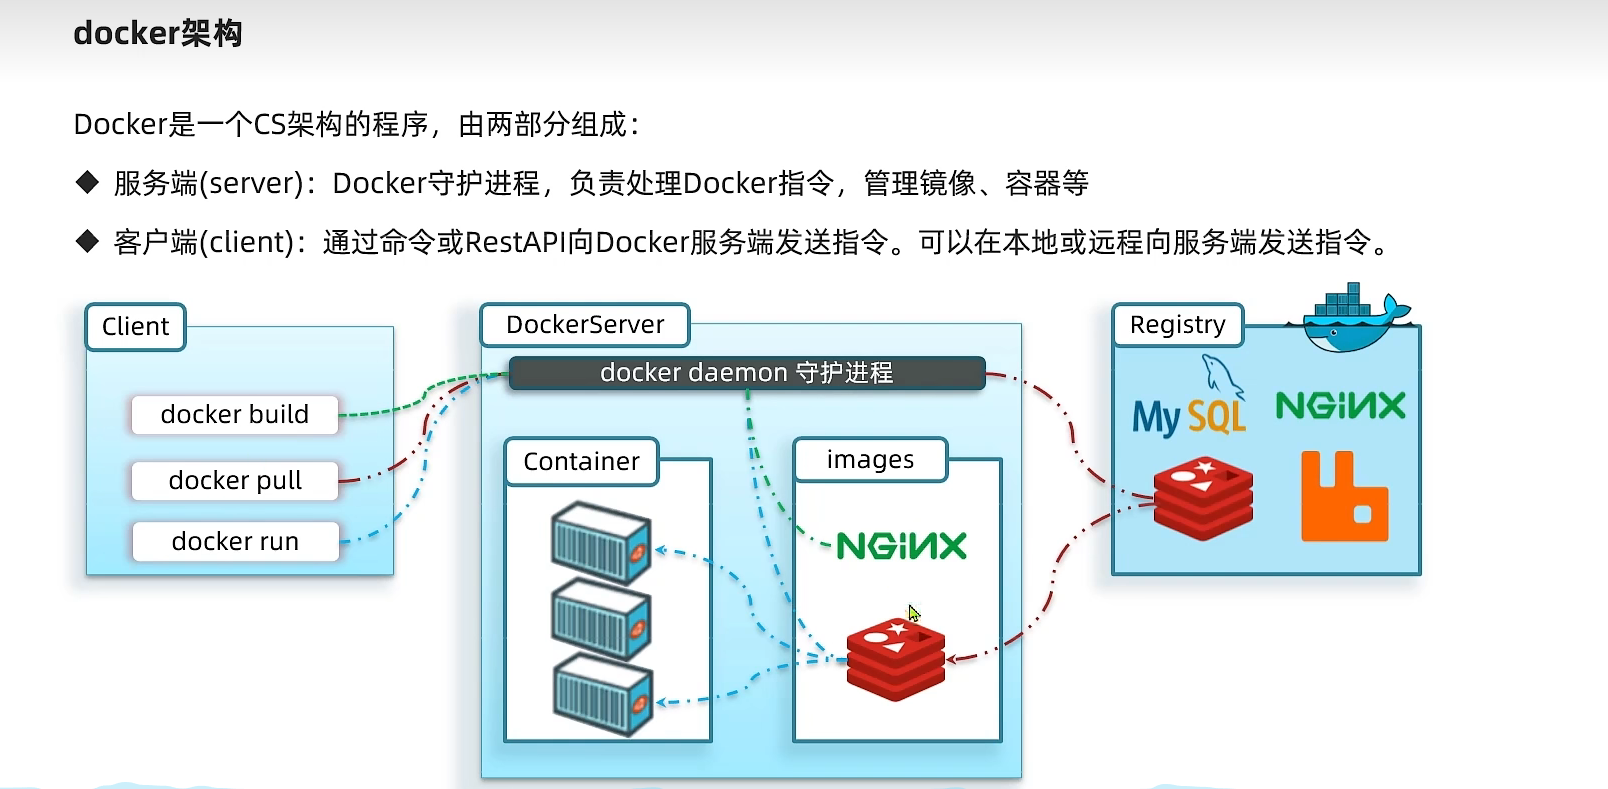 docker架构
Docker是一个CS架构的程序，由两部分组成：
◆ 服务端(server)：Docker守护进程，负责处理Docker指令，管理镜像、容器等
◆ 客户端(client)：通过命令或RestAPI向Docker服务端发送指令。可以在本地或远程向服务端发送指令。
Client
docker build
docker pull
docker run
DockerServer
docker daemon 守护进程
Container
images
NGiNX
Registry
MySQL
NGiNX